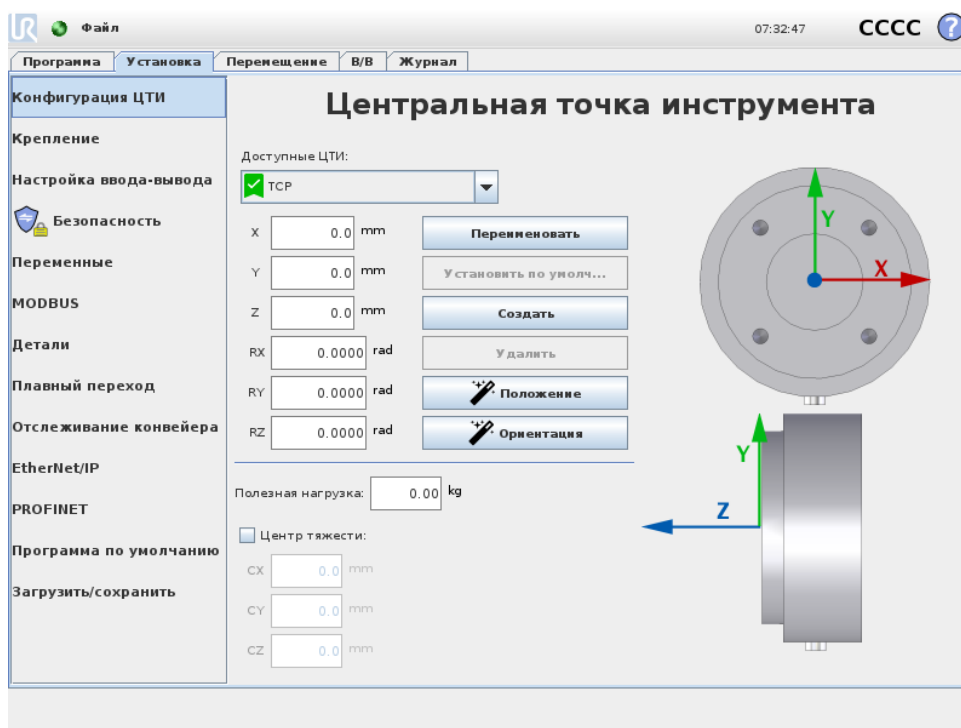 UR Файл 07:32:47 CCCC ?
Программа Установка Перемещение В/В Журнал
Конфигурация ЦТИ
Крепление
Настройка ввода-вывода
Безопасность
Переменные
MODBUS
Детали
Плавный переход
Отслеживание конвейера
EtherNet/IP
PROFINET
Программа по умолчанию
Загрузить/сохранить
Центральная точка инструмента
Доступные ЦТИ:
TCP
X 0.0 mm Переименовать
Y 0.0 mm Установить по умолч...
Z 0.0 mm Создать
RX 0.0000 rad Удалить
RY 0.0000 rad Положение
RZ 0.0000 rad Ориентация
Полезная нагрузка: 0.00 kg
Центр тяжести:
CX 0.0 mm
CY 0.0 mm
CZ 0.0 mm
Y
X
Y
Z